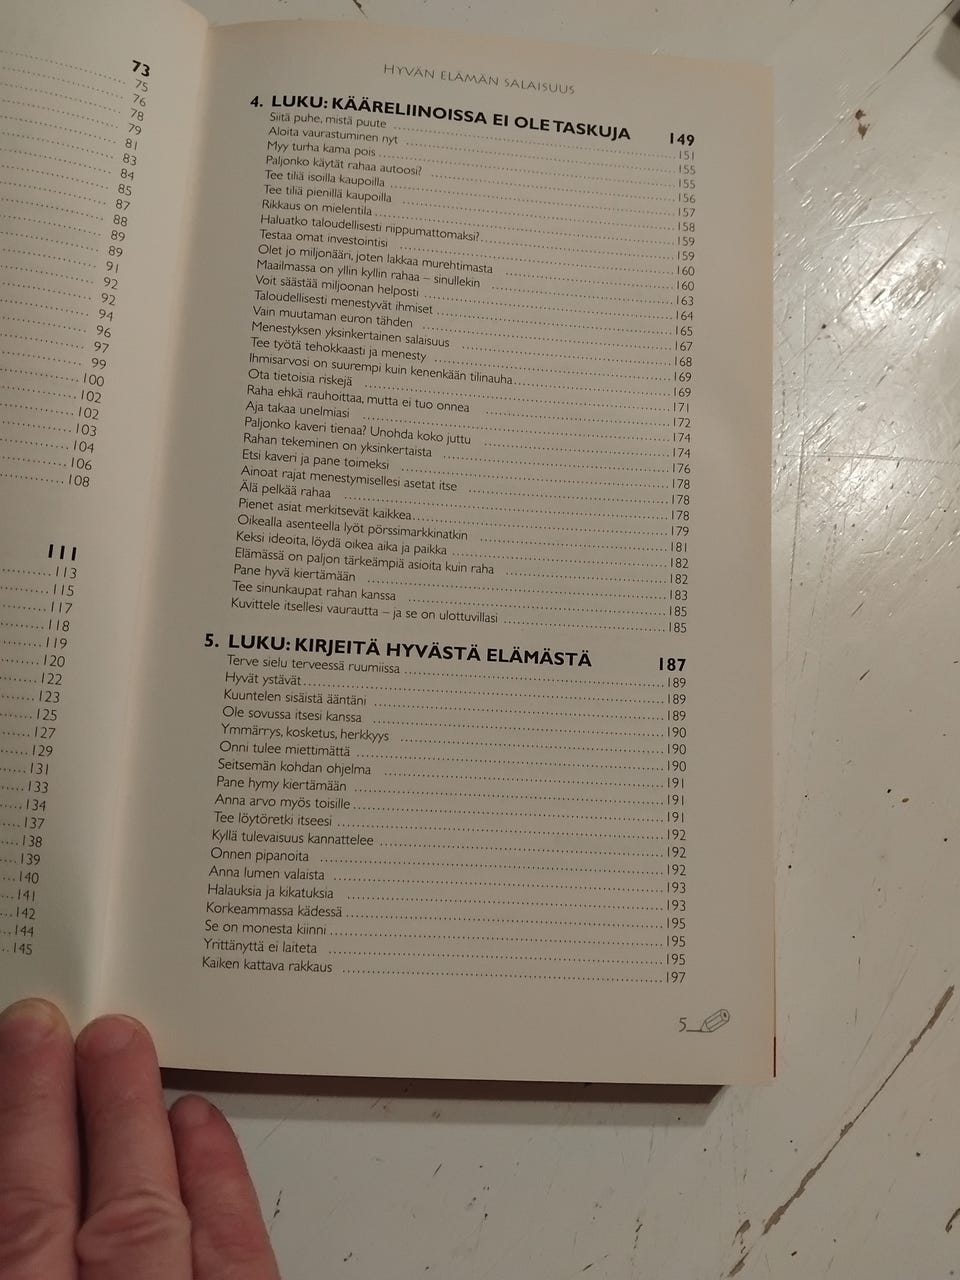 73
75
76
78
79
81
83
84
85
87
88
89
89
91
92
92
94
96
97
99
100
102
102
103
104
106
108
111
113
115
117
118
119
120
122
123
125
127
129
131
133
134
137
138
139
140
141
142
144
145
HYVÄN ELÄMÄN SALAISUUS
4. LUKU: KÄÄRELIINOISSA EI OLE TASKUJA 149
Siitä puhe, mistä puute 151
Aloita vaurastuminen nyt 155
Myy turha kama pois 155
Paljonko käytät rahaa autoosi? 156
Tee tiliä isoilla kaupoilla 157
Tee tiliä pienillä kaupoilla 158
Rikkaus on mielentila 159
Haluatko taloudellisesti riippumattomaksi? 159
Testaa omat investointisi 160
Olet jo miljonääri, joten lakkaa murehtimasta 160
Maailmassa on yllin kyllin rahaa – sinullekin 163
Voit säästää miljoonan helposti 164
Taloudellisesti menestyvät ihmiset 165
Vain muutaman euron tähden 167
Menestyksen yksinkertainen salaisuus 168
Tee työtä tehokkaasti ja menesty 169
Ihmisarvosi on suurempi kuin kenenkään tilinauha 169
Ota tietoisia riskejä 171
Raha ehkä rauhoittaa, mutta ei tuo onnea 172
Aja takaa unelmiasi 174
Paljonko kaveri tienaa? Unohda koko juttu 174
Rahan tekeminen on yksinkertaista 176
Etsi kaveri ja pane toimeksi 178
Ainoat rajat menestymisellesi asetat itse 178
Älä pelkää rahaa 178
Pienet asiat merkitsevät kaikkea 179
Oikealla asenteella lyöt pörssimarkkinatkin 181
Keksi ideoita, löydä oikea aika ja paikka 182
Elämässä on paljon tärkeämpiä asioita kuin raha 182
Pane hyvä kiertämään 183
Tee sinunkaupat rahan kanssa 185
Kuvittele itsellesi vaurautta – ja se on ulottuvillasi 185
5. LUKU: KIRJEITÄ HYVÄSTÄ ELÄMÄSTÄ 187
Terve sielu terveessä ruumiissa 189
Hyvät ystävät 189
Kuuntelen sisäistä ääntäni 189
Ole sovussa itsesi kanssa 190
Ymmärrys, kosketus, herkkyys 190
Onni tulee miettimättä 190
Seitsemän kohdan ohjelma 191
Pane hymy kiertämään 191
Anna arvo myös toisille 191
Tee löytöretki itseesi 192
Kyllä tulevaisuus kannattelee 192
Onnen pipanoita 192
Anna lumen valaista 193
Halauksia ja kikatuksia 193
Korkeammassa kädessä 195
Se on monesta kiinni 195
Yrittänyttä ei laiteta 195
Kaiken kattava rakkaus 197
5